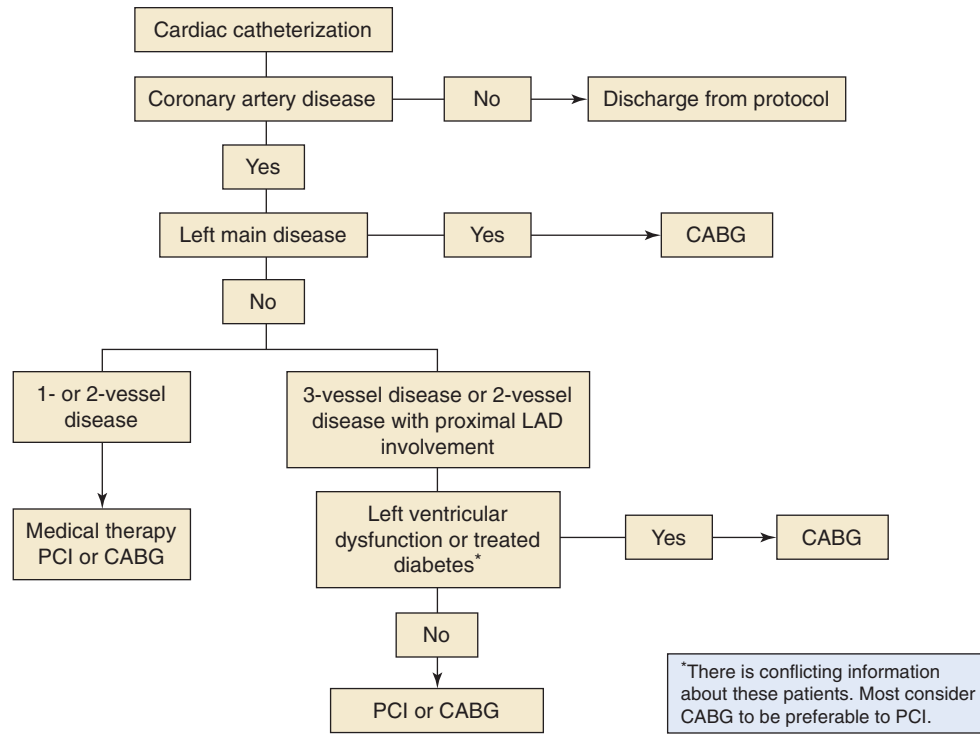 Cardiac catheterization
Coronary artery disease
No
Discharge from protocol
Yes
Left main disease
Yes
CABG
No
1- or 2-vessel
disease
3-vessel disease or 2-vessel
disease with proximal LAD
involvement
Medical therapy
PCI or CABG
Left ventricular
dysfunction or treated
diabetes*
Yes
CABG
No
PCI or CABG
*There is conflicting information
about these patients. Most consider
CABG to be preferable to PCI.